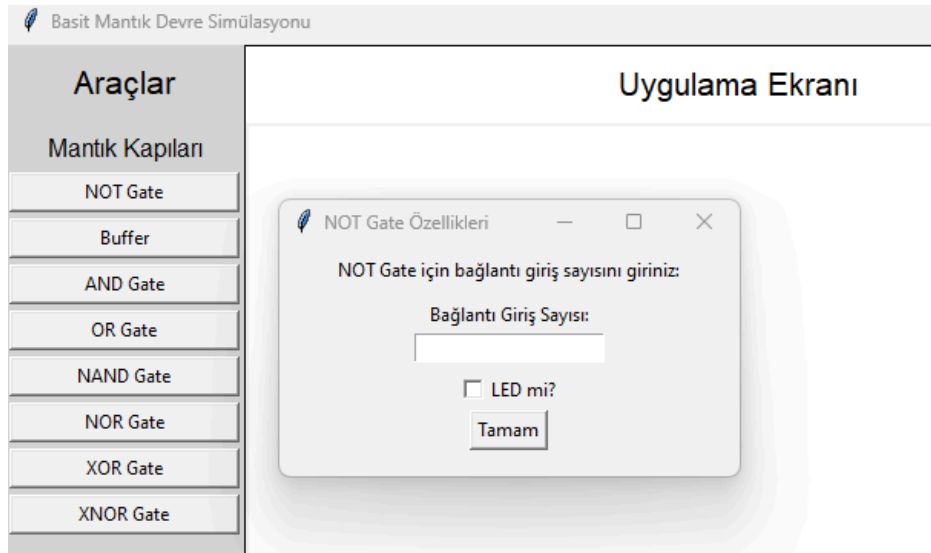 Basit Mantık Devre Simülasyonu
Araçlar
Uygulama Ekranı
Mantık Kapıları
NOT Gate
Buffer
AND Gate
OR Gate
NAND Gate
NOR Gate
XOR Gate
XNOR Gate
NOT Gate Özellikleri
NOT Gate için bağlantı giriş sayısını giriniz:
Bağlantı Giriş Sayısı:
LED mi?
Tamam